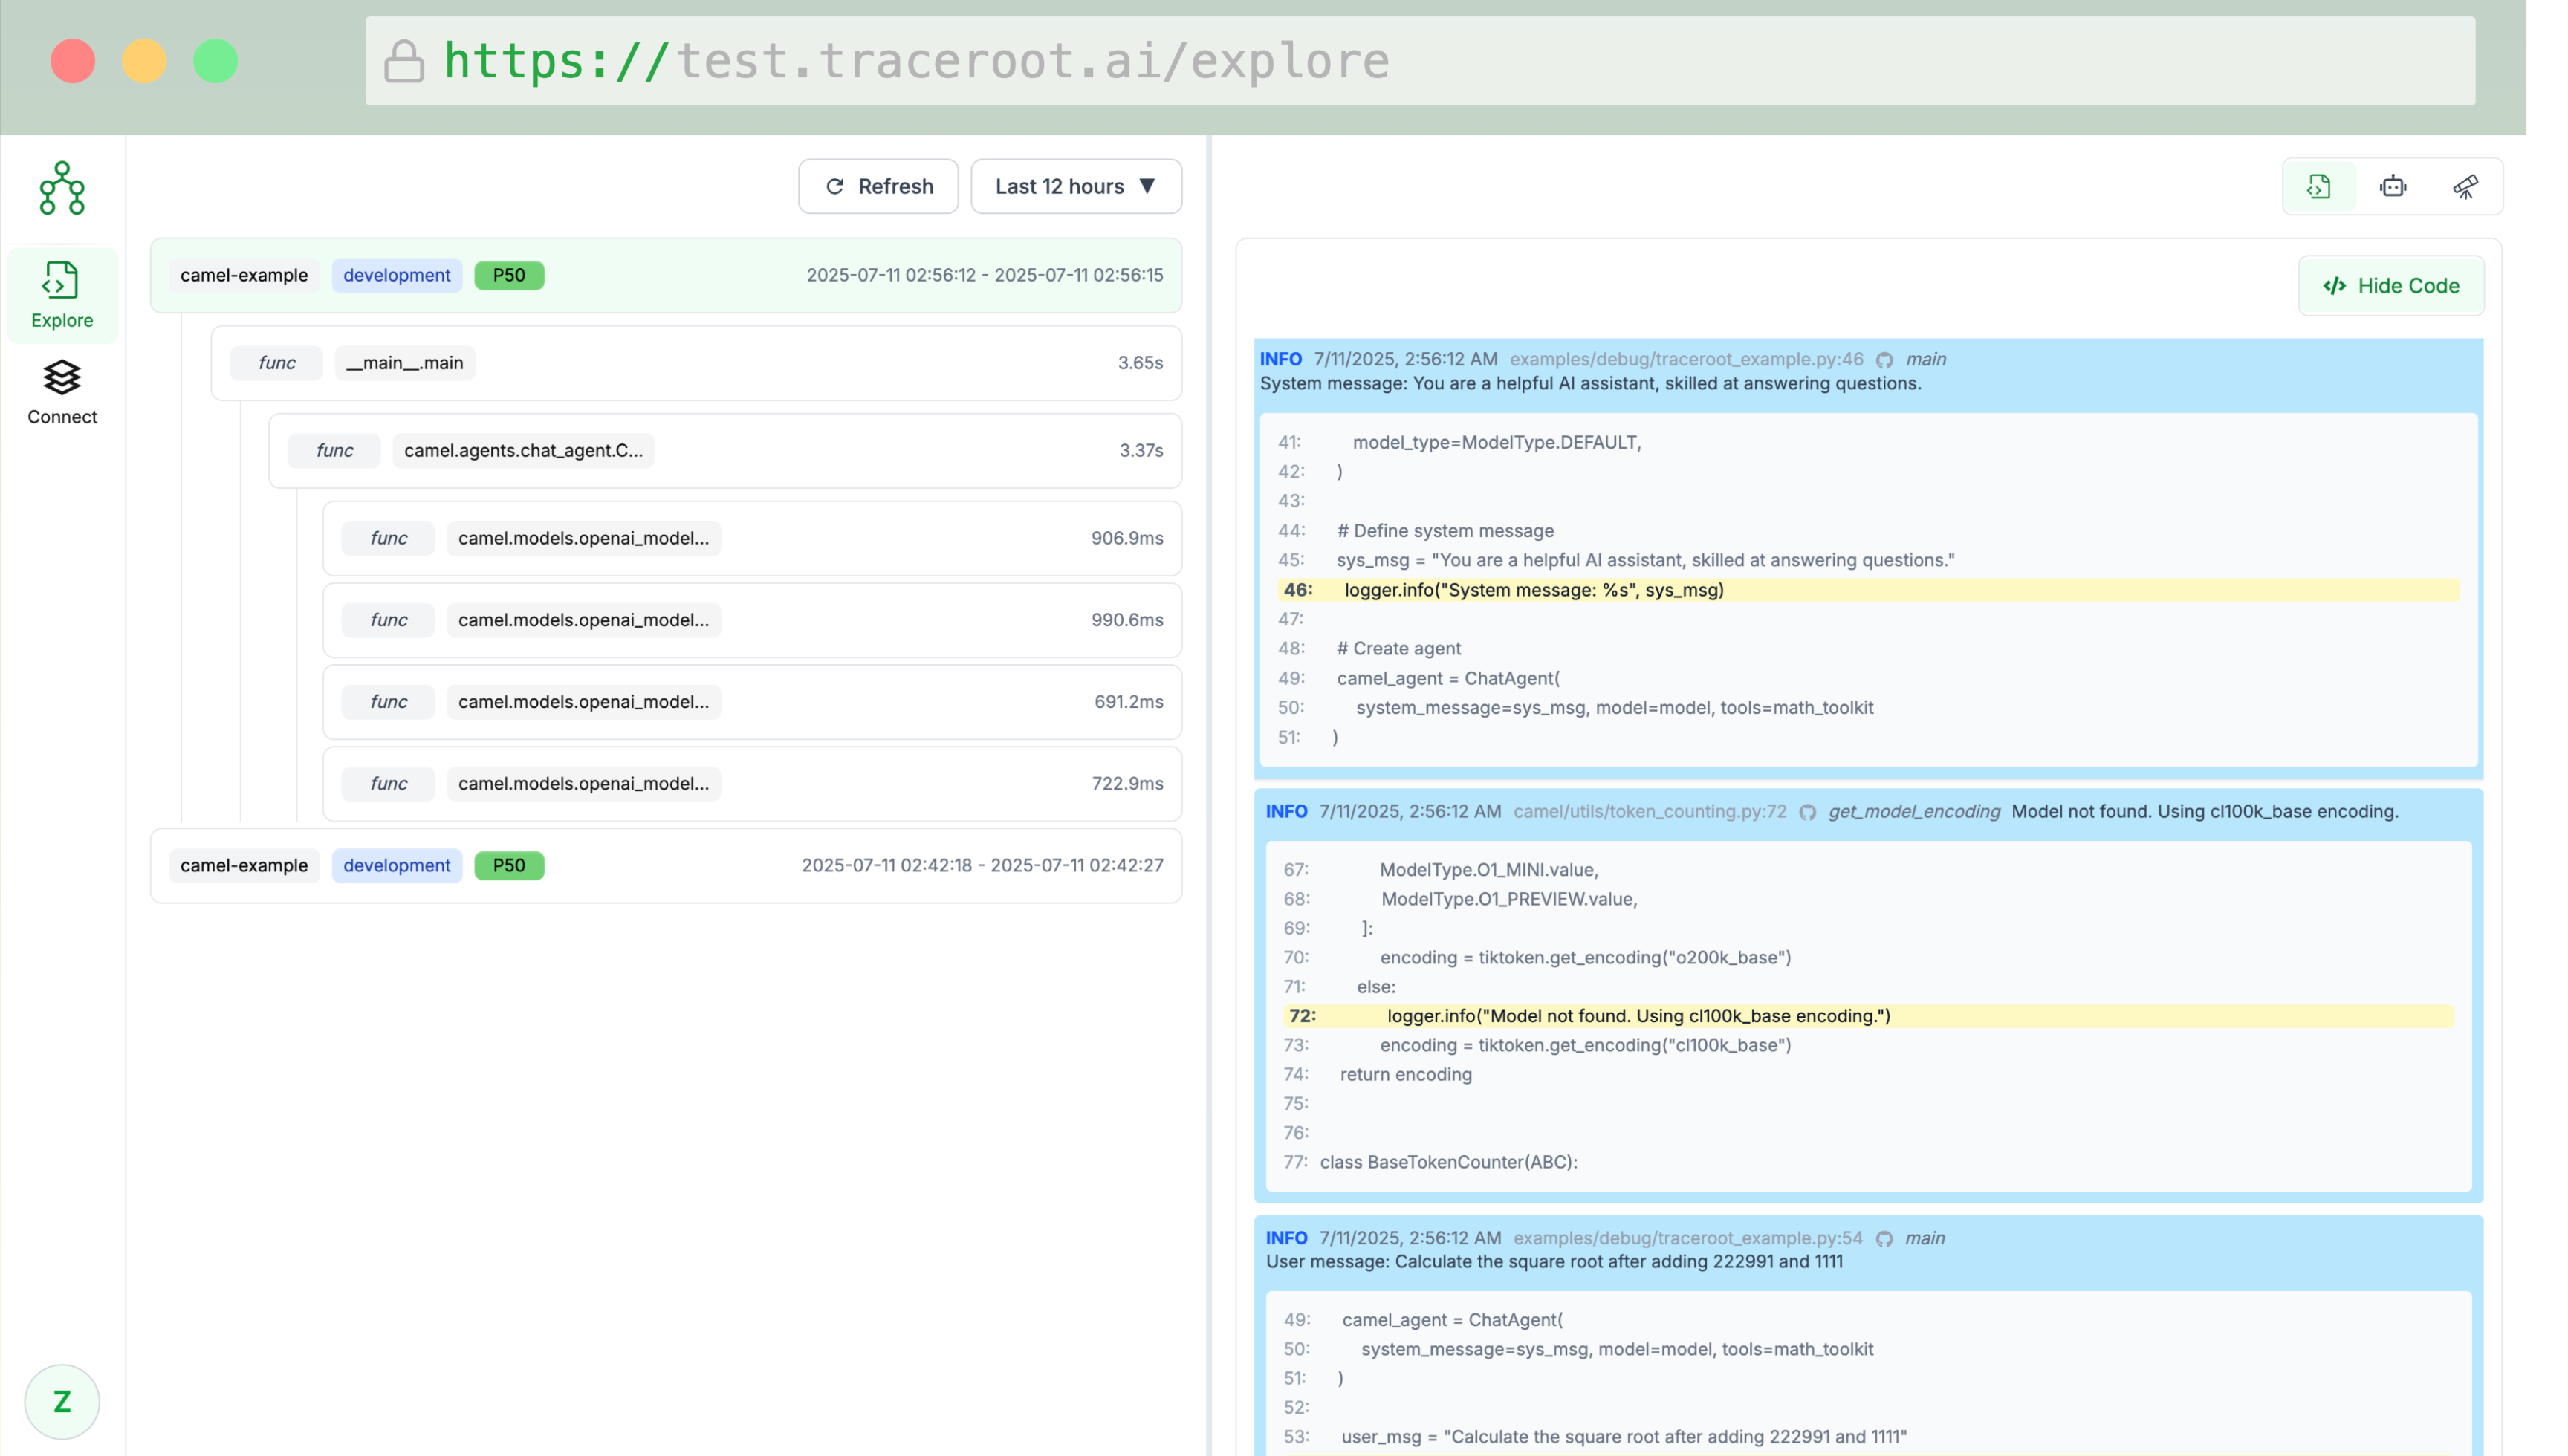 https://test.traceroot.ai/explore
Explore
Connect
Z
Refresh
Last 12 hours ▼
camel-example development P50 2025-07-11 02:56:12 - 2025-07-11 02:56:15
func __main__.main 3.65s
func camel.agents.chat_agent.C... 3.37s
func camel.models.openai_model... 906.9ms
func camel.models.openai_model... 990.6ms
func camel.models.openai_model... 691.2ms
func camel.models.openai_model... 722.9ms
camel-example development P50 2025-07-11 02:42:18 - 2025-07-11 02:42:27
</> Hide Code
INFO 7/11/2025, 2:56:12 AM examples/debug/traceroot_example.py:46 main
System message: You are a helpful AI assistant, skilled at answering questions.
41: model_type=ModelType.DEFAULT,
42: )
43:
44: # Define system message
45: sys_msg = "You are a helpful AI assistant, skilled at answering questions."
46: logger.info("System message: %s", sys_msg)
47:
48: # Create agent
49: camel_agent = ChatAgent(
50: system_message=sys_msg, model=model, tools=math_toolkit
51: )
INFO 7/11/2025, 2:56:12 AM camel/utils/token_counting.py:72 get_model_encoding Model not found. Using cl100k_base encoding.
67: ModelType.O1_MINI.value,
68: ModelType.O1_PREVIEW.value,
69: ]:
70: encoding = tiktoken.get_encoding("o200k_base")
71: else:
72: logger.info("Model not found. Using cl100k_base encoding.")
73: encoding = tiktoken.get_encoding("cl100k_base")
74: return encoding
75:
76:
77: class BaseTokenCounter(ABC):
INFO 7/11/2025, 2:56:12 AM examples/debug/traceroot_example.py:54 main
User message: Calculate the square root after adding 222991 and 1111
49: camel_agent = ChatAgent(
50: system_message=sys_msg, model=model, tools=math_toolkit
51: )
52:
53: user_msg = "Calculate the square root after adding 222991 and 1111"